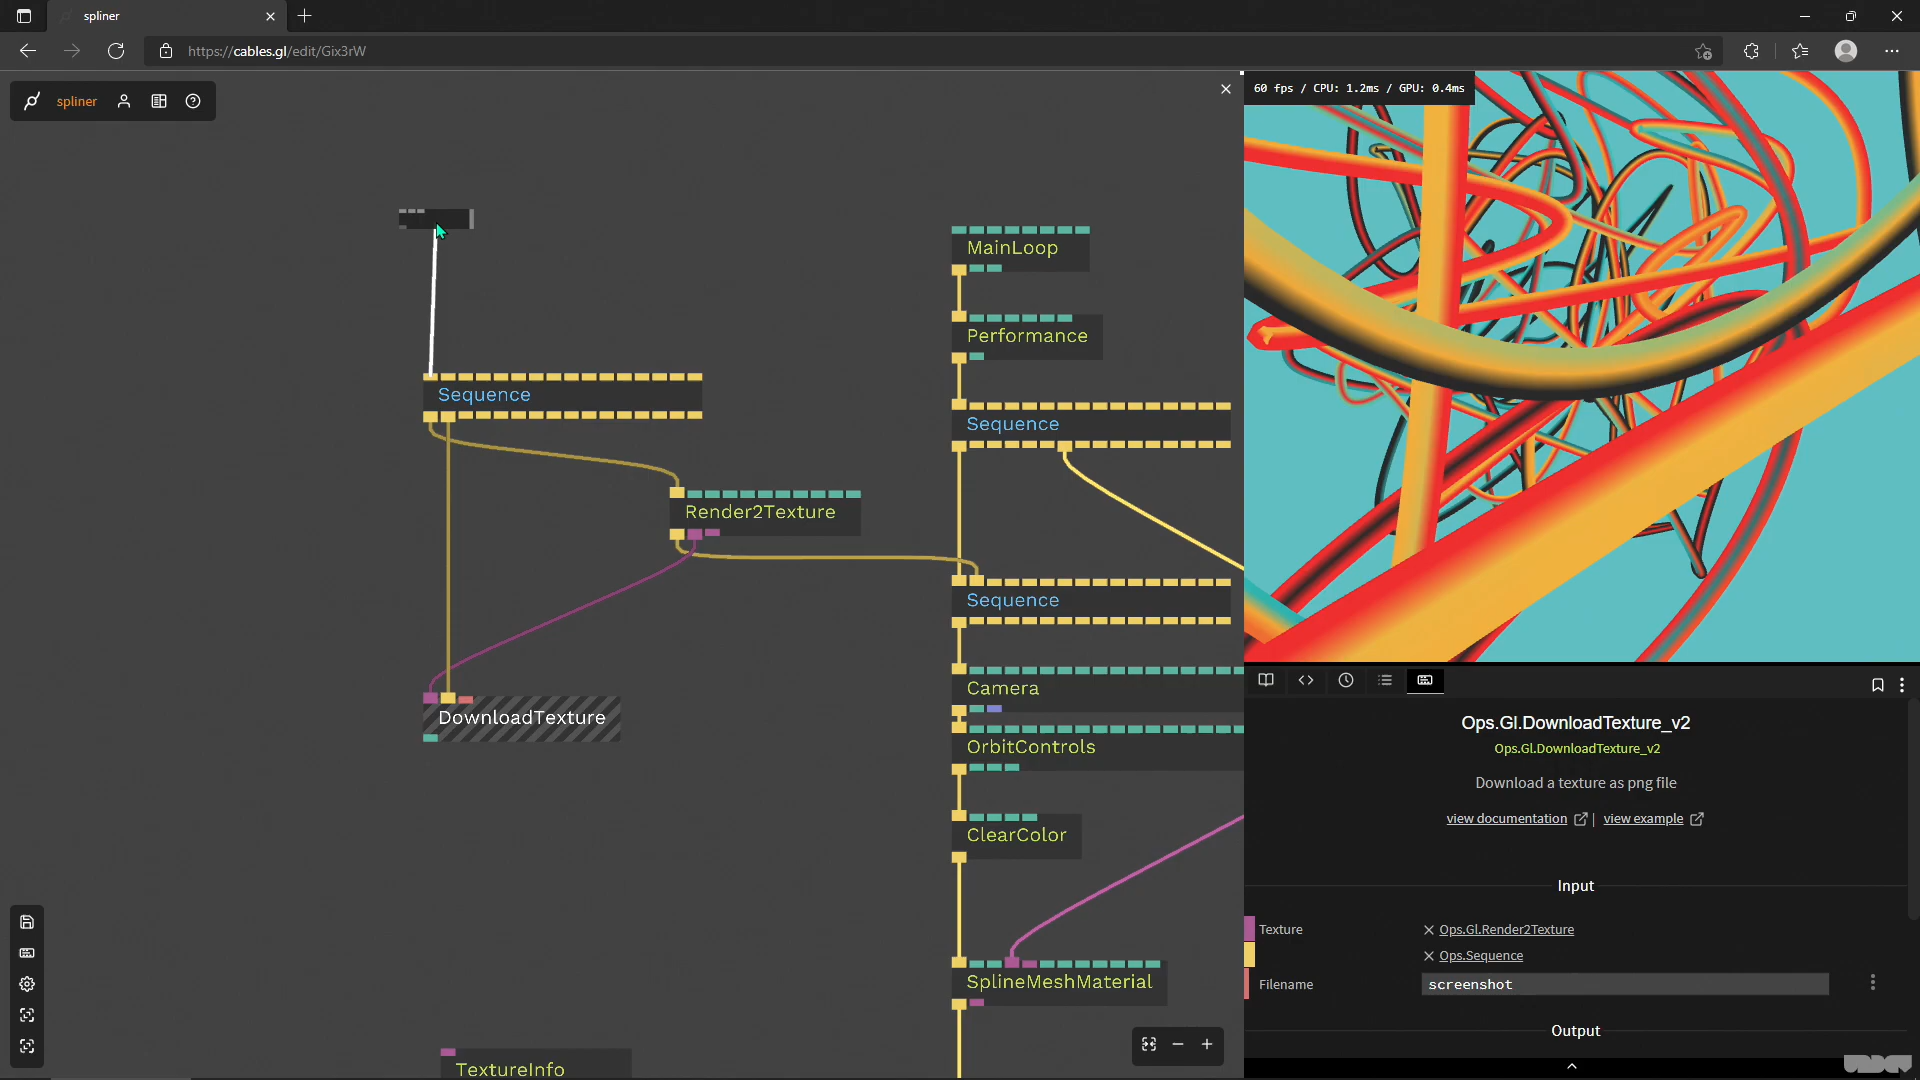 spliner
https://cables.gl/edit/Gix3rW
spliner
60 fps / CPU: 1.2ms / GPU: 0.4ms
MainLoop
Performance
Sequence
Sequence
Render2Texture
Sequence
DownloadTexture
Camera
OrbitControls
ClearColor
SplineMeshMaterial
TextureInfo
Ops.Gl.DownloadTexture_v2
Ops.Gl.DownloadTexture_v2
Download a texture as png file
view documentation | view example
Input
Texture
Ops.Gl.Render2Texture
Ops.Sequence
Filename
screenshot
Output